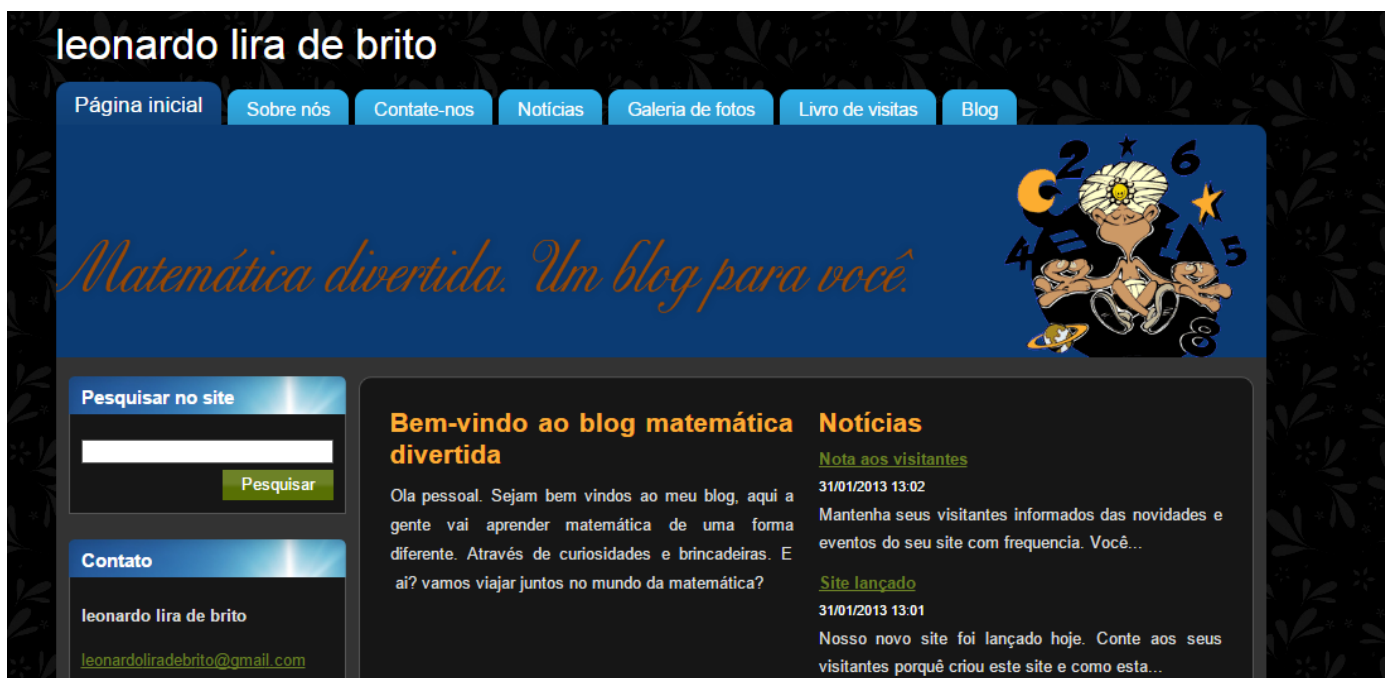 leonardo lira de brito
Página inicial
Sobre nós
Contate-nos
Notícias
Galeria de fotos
Livro de visitas
Blog
2 6
4 = 1 5
8
Matemática divertida. Um blog para você.
Pesquisar no site
Pesquisar
Contato
leonardo lira de brito
leonardoliradebrito@gmail.com
Bem-vindo ao blog matemática
divertida
Ola pessoal. Sejam bem vindos ao meu blog, aqui a
gente vai aprender matemática de uma forma
diferente. Através de curiosidades e brincadeiras. E
ai? vamos viajar juntos no mundo da matemática?
Notícias
Nota aos visitantes
31/01/2013 13:02
Mantenha seus visitantes informados das novidades e
eventos do seu site com frequencia. Você...
Site lançado
31/01/2013 13:01
Nosso novo site foi lançado hoje. Conte aos seus
visitantes porquê criou este site e como esta...